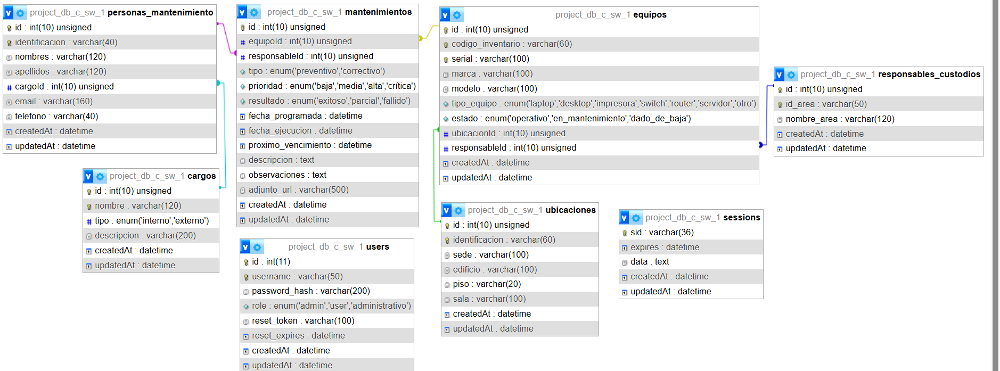 v project_db_c_sw_1 personas_mantenimiento
id : int(10) unsigned
identificacion : varchar(40)
nombres : varchar(120)
apellidos : varchar(120)
# cargoId : int(10) unsigned
email : varchar(160)
telefono : varchar(40)
createdAt : datetime
updatedAt : datetime
v project_db_c_sw_1 cargos
id : int(10) unsigned
nombre : varchar(120)
# tipo : enum('interno','externo')
descripcion : varchar(200)
createdAt : datetime
updatedAt : datetime
v project_db_c_sw_1 mantenimientos
id : int(10) unsigned
# equipoId : int(10) unsigned
# responsableId : int(10) unsigned
tipo : enum('preventivo','correctivo')
prioridad : enum('baja','media','alta','crítica')
resultado : enum('exitoso','parcial','fallido')
fecha_programada : datetime
fecha_ejecucion : datetime
proximo_vencimiento : datetime
descripcion : text
observaciones : text
adjunto_url : varchar(500)
createdAt : datetime
updatedAt : datetime
v project_db_c_sw_1 users
id : int(11)
username : varchar(50)
password_hash : varchar(200)
role : enum('admin','user','administrativo')
reset_token : varchar(100)
reset_expires : datetime
createdAt : datetime
updatedAt : datetime
v project_db_c_sw_1 equipos
id : int(10) unsigned
codigo_inventario : varchar(60)
serial : varchar(100)
marca : varchar(100)
modelo : varchar(100)
tipo_equipo : enum('laptop','desktop','impresora','switch','router','servidor','otro')
estado : enum('operativo','en_mantenimiento','dado_de_baja')
# ubicacionId : int(10) unsigned
# responsableId : int(10) unsigned
createdAt : datetime
updatedAt : datetime
v project_db_c_sw_1 ubicaciones
id : int(10) unsigned
identificacion : varchar(60)
sede : varchar(100)
edificio : varchar(100)
piso : varchar(20)
sala : varchar(100)
createdAt : datetime
updatedAt : datetime
v project_db_c_sw_1 sessions
sid : varchar(36)
expires : datetime
data : text
createdAt : datetime
updatedAt : datetime
v project_db_c_sw_1 responsables_custodios
id : int(10) unsigned
id_area : varchar(50)
nombre_area : varchar(120)
createdAt : datetime
updatedAt : datetime